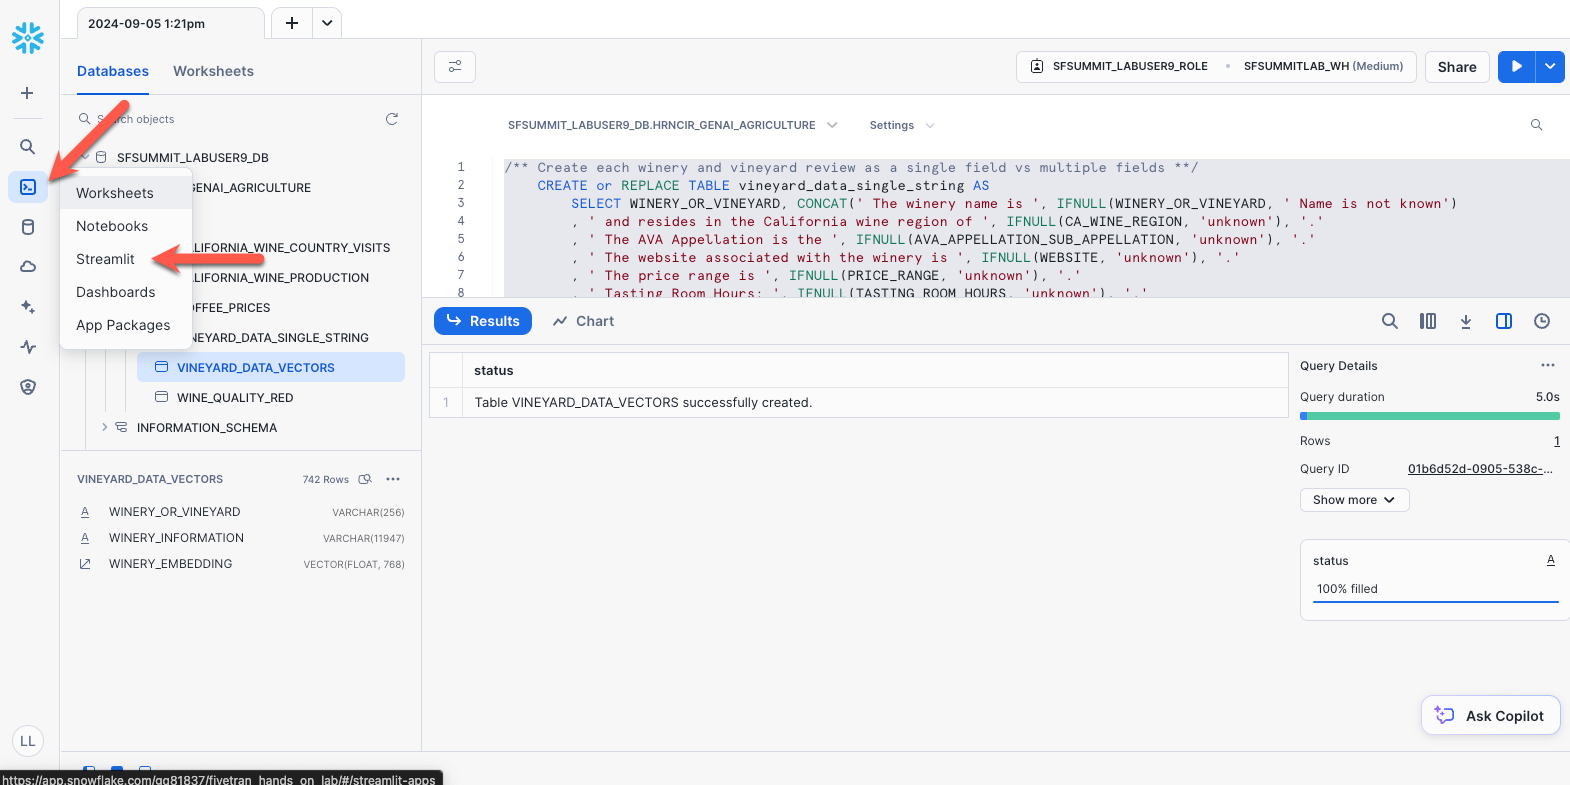 2024-09-05 1:21pm
Databases
Worksheets
SFSUMMIT_LABUSER9_ROLE
SFSUMMITLAB_WH (Medium)
Share
objects
SFSUMMIT_LABUSER9_DB.HRNCIR_GENAI_AGRICULTURE
Settings
SFSUMMIT_LABUSER9_DB
GENAI_AGRICULTURE
ALIFORNIA_WINE_COUNTRY_VISITS
ALIFORNIA_WINE_PRODUCTION
OFFEE_PRICES
NEYARD_DATA_SINGLE_STRING
VINEYARD_DATA_VECTORS
WINE_QUALITY_RED
INFORMATION_SCHEMA
Worksheets
Notebooks
Streamlit
Dashboards
App Packages
1 /** Create each winery and vineyard review as a single field vs multiple fields **/
2 CREATE or REPLACE TABLE vineyard_data_single_string AS
3 SELECT WINERY_OR_VINEYARD, CONCAT(' The winery name is ', IFNULL(WINERY_OR_VINEYARD, ' Name is not known')
4 , ' and resides in the California wine region of ', IFNULL(CA_WINE_REGION, 'unknown'), '.'
5 , ' The AVA Appellation is the ', IFNULL(AVA_APPELLATION_SUB_APPELLATION, 'unknown'), '.'
6 , ' The website associated with the winery is ', IFNULL(WEBSITE, 'unknown'), '.'
7 , ' The price range is ', IFNULL(PRICE_RANGE, 'unknown'), '.'
8 , ' Tasting Room Hours: ', IFNULL(TASTING_ROOM_HOURS, 'unknown'), '.'
Results
Chart
status
1 Table VINEYARD_DATA_VECTORS successfully created.
Query Details
Query duration 5.0s
Rows 1
Query ID 01b6d52d-0905-538c-...
Show more
status A
100% filled
VINEYARD_DATA_VECTORS 742 Rows
A WINERY_OR_VINEYARD VARCHAR(256)
A WINERY_INFORMATION VARCHAR(11947)
WINERY_EMBEDDING VECTOR(FLOAT, 768)
Ask Copilot
LL
https://app.snowflake.com/gg81837/fivetran_hands_on_lab/#/streamlit-apps